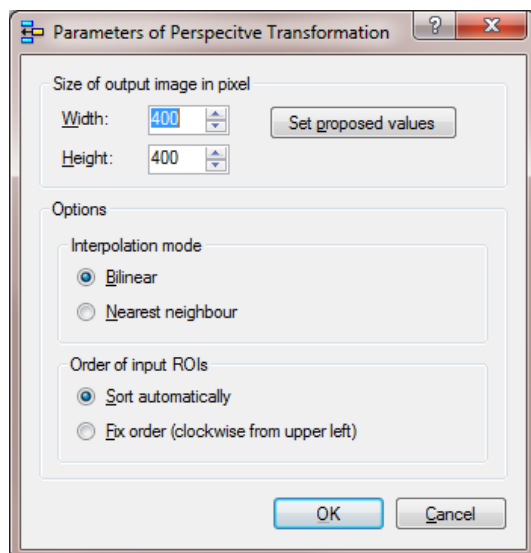 Parameters of Perspecitve Transformation
Size of output image in pixel
Width: 400 Set proposed values
Height: 400
Options
Interpolation mode
Bilinear
Nearest neighbour
Order of input ROIs
Sort automatically
Fix order (clockwise from upper left)
OK Cancel